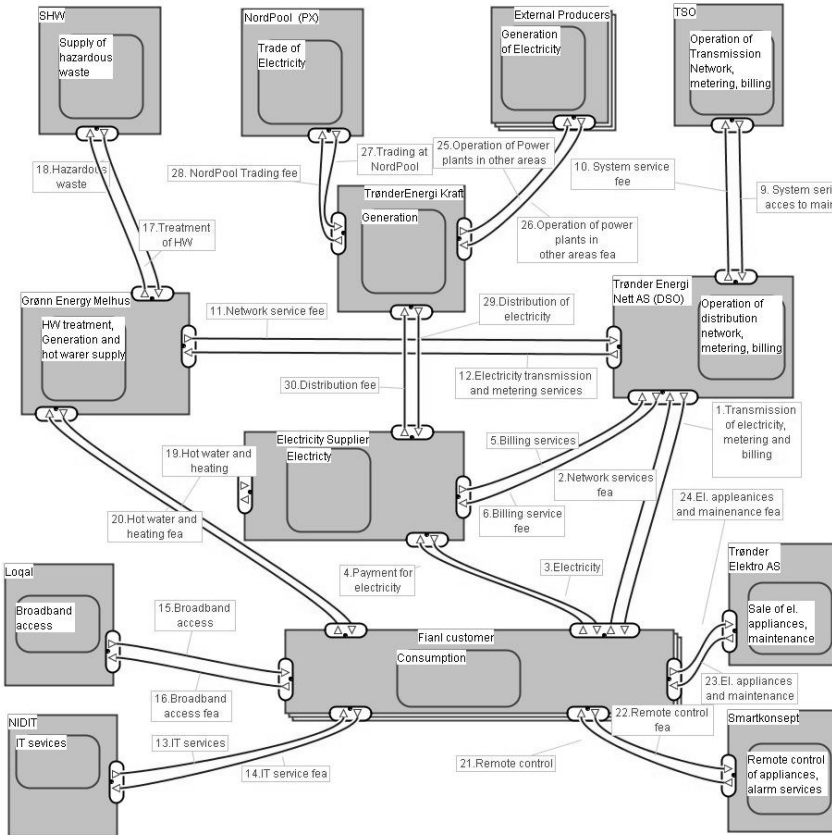 SHW
Supply of
hazardous
waste
NordPool (PX)
Trade of
Electricity
External Producers
Generation
of Electricity
TSO
Operation of
Transmission
Network,
metering, billing
18.Hazardous
waste
17.Treatment
of HW
28. NordPool Trading fee
27.Trading at
NordPool
25.Operation of Power
plants in other areas
26.Operation of power
plants in
other areas fea
10. System service
fee
9. System seri
acces to main
TrønderEnergi Kraft
Generation
Grønn Energy Melhus
HW treatment,
Generation and
hot warer supply
11.Network service fee
29.Distribution of
electricity
12.Electricity transmission
and metering services
30.Distribution fee
Trønder Energi
Nett AS (DSO)
Operation of
distribution
network,
metering, billing
1.Transmission
of electricity,
metering and
billing
Electricity Supplier
Electricty
19.Hot water and
heating
20.Hot water and
heating fea
5.Billing services
2.Network services
fea
6.Billing service
fee
24.El. appleanices
and mainenance fea
4.Payment for
electricity
3.Electricity
Trønder
Elektro AS
Sale of el.
appliances,
maintenance
23.El. appliances
and maintenance
Loqal
Broadband
access
15.Broadband
access
16.Broadband
access fea
Fianl customer
Consumption
NIDIT
IT sevices
13.IT services
14.IT service fea
22.Remote control
fea
21.Remote control
Smartkonsept
Remote control
of appliances,
alarm services